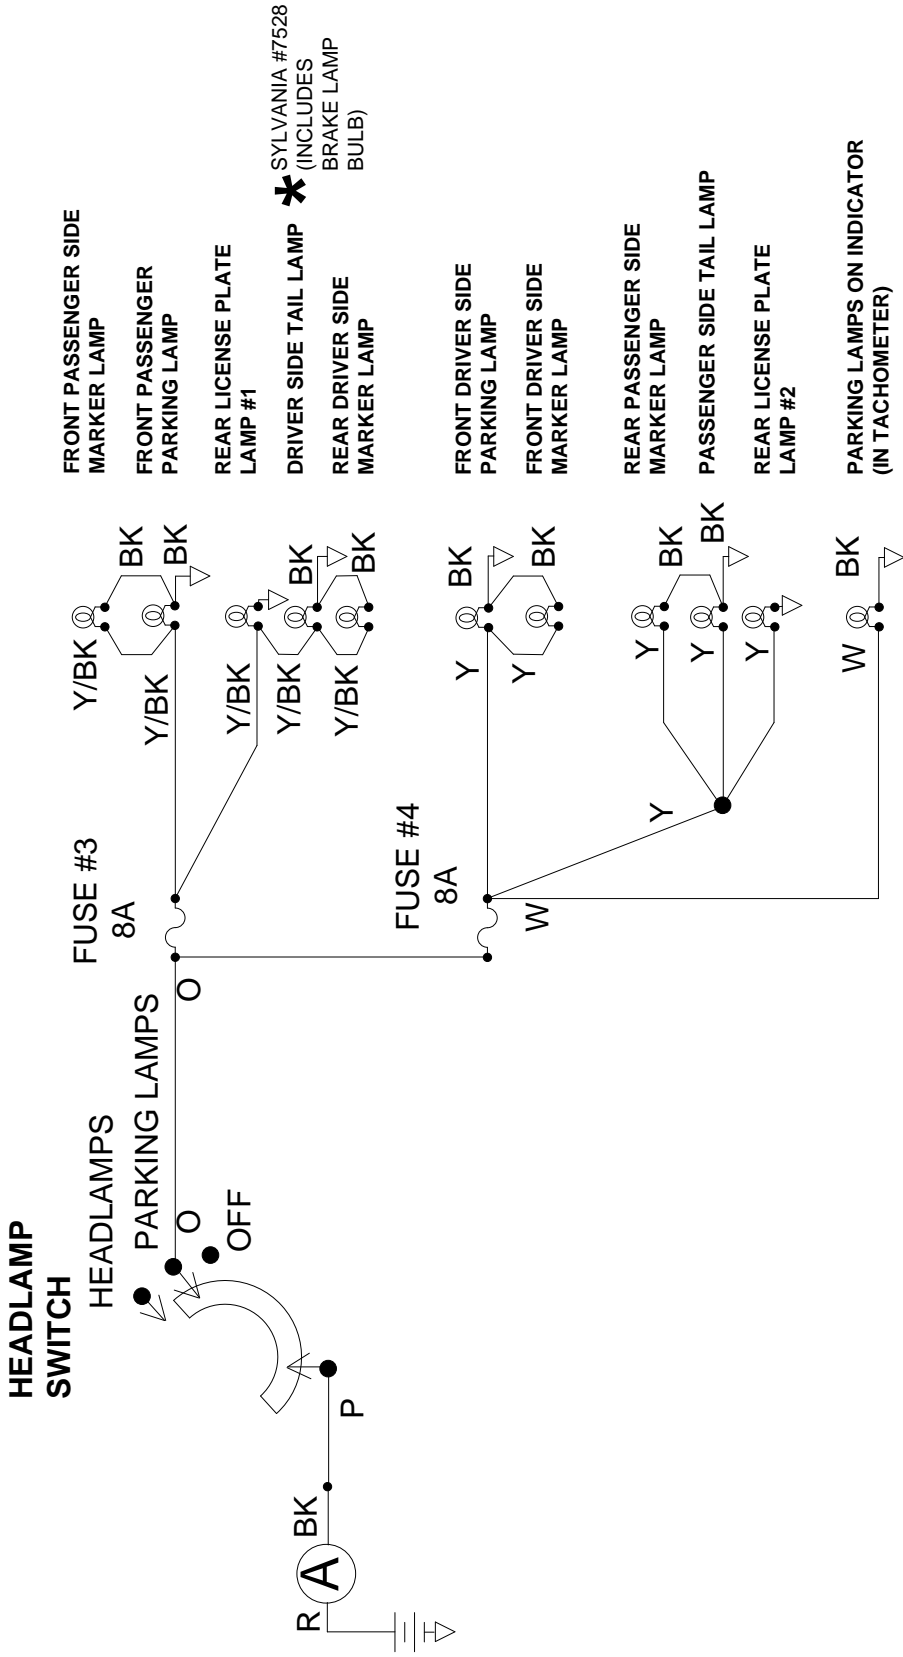 HEADLAMP
SWITCH
HEADLAMPS
PARKING LAMPS
O
OFF
P
BK
A
R
O
FUSE #3
8A
FUSE #4
8A
W
Y
Y/BK
BK
Y/BK
BK
Y/BK
Y/BK
BK
Y/BK
BK
Y
BK
Y
BK
Y
BK
Y
BK
Y
W
BK
FRONT PASSENGER SIDE
MARKER LAMP
FRONT PASSENGER
PARKING LAMP
REAR LICENSE PLATE
LAMP #1
DRIVER SIDE TAIL LAMP *
SYLVANIA #7528
(INCLUDES
BRAKE LAMP
BULB)
REAR DRIVER SIDE
MARKER LAMP
FRONT DRIVER SIDE
PARKING LAMP
FRONT DRIVER SIDE
MARKER LAMP
REAR PASSENGER SIDE
MARKER LAMP
PASSENGER SIDE TAIL LAMP
REAR LICENSE PLATE
LAMP #2
PARKING LAMPS ON INDICATOR
(IN TACHOMETER)